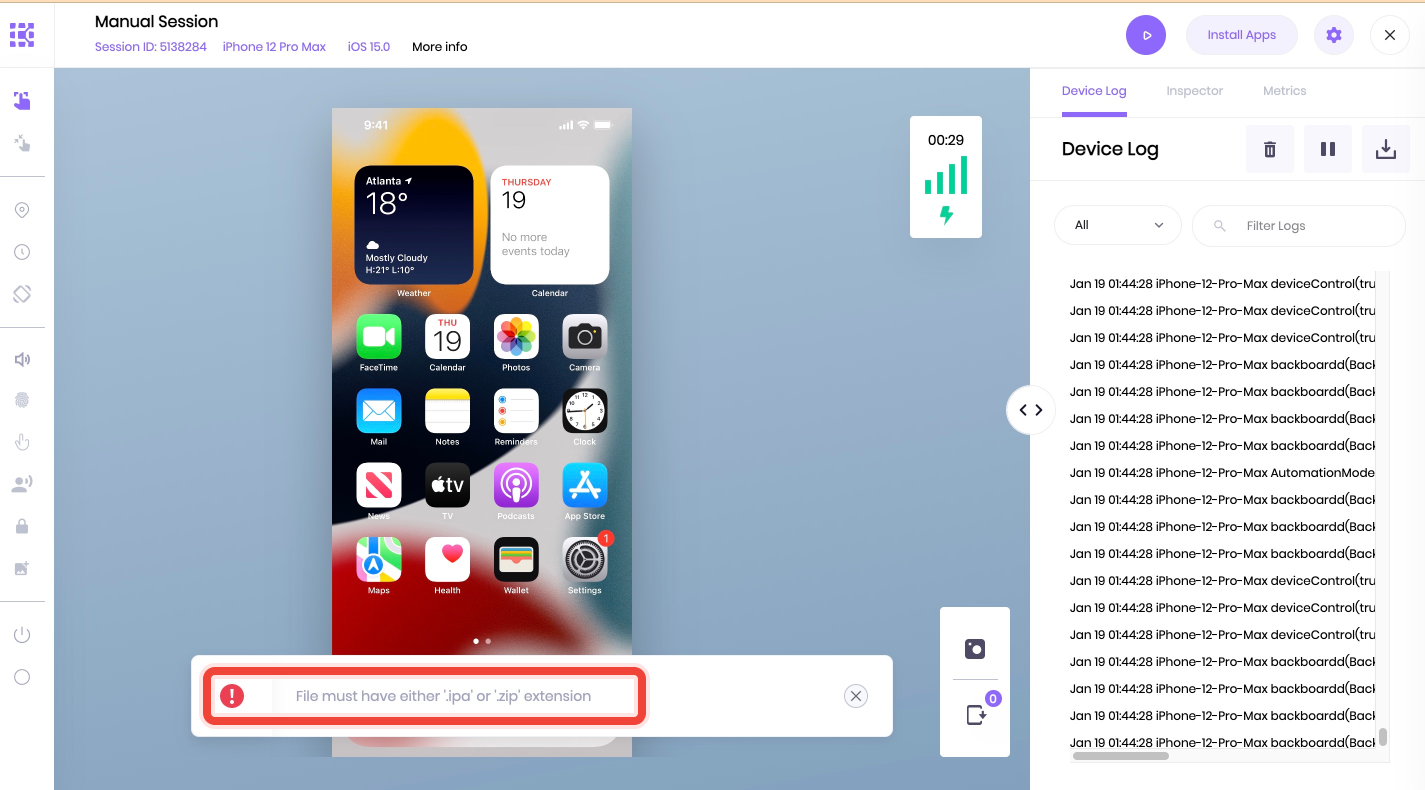 Manual Session
Session ID: 5138284 iPhone 12 Pro Max iOS 15.0 More info
Install Apps
9:41
Atlanta
18°
Mostly Cloudy
H:21° L:10°
Weather
THURSDAY
19
No more
events today
Calendar
FaceTime
THU
19
Calendar
Photos
Camera
Mail
Notes
Reminders
Clock
News
tv
TV
Podcasts
App Store
Maps
Health
Wallet
1
Settings
File must have either '.ipa' or '.zip' extension
00:29
0
Device Log Inspector Metrics
Device Log
All
Filter Logs
Jan 19 01:44:28 iPhone-12-Pro-Max deviceControl(tru
Jan 19 01:44:28 iPhone-12-Pro-Max deviceControl(tru
Jan 19 01:44:28 iPhone-12-Pro-Max deviceControl(tru
Jan 19 01:44:28 iPhone-12-Pro-Max backboardd(Back
Jan 19 01:44:28 iPhone-12-Pro-Max backboardd(Back
Jan 19 01:44:28 iPhone-12-Pro-Max backboardd(Back
Jan 19 01:44:28 iPhone-12-Pro-Max backboardd(Back
Jan 19 01:44:28 iPhone-12-Pro-Max AutomationMode
Jan 19 01:44:28 iPhone-12-Pro-Max backboardd(Back
Jan 19 01:44:28 iPhone-12-Pro-Max backboardd(Back
Jan 19 01:44:28 iPhone-12-Pro-Max backboardd(Back
Jan 19 01:44:28 iPhone-12-Pro-Max deviceControl(tru
Jan 19 01:44:28 iPhone-12-Pro-Max deviceControl(tru
Jan 19 01:44:28 iPhone-12-Pro-Max deviceControl(tru
Jan 19 01:44:28 iPhone-12-Pro-Max backboardd(Back
Jan 19 01:44:28 iPhone-12-Pro-Max backboardd(Back
Jan 19 01:44:28 iPhone-12-Pro-Max backboardd(Back
Jan 19 01:44:28 iPhone-12-Pro-Max backboardd(Back